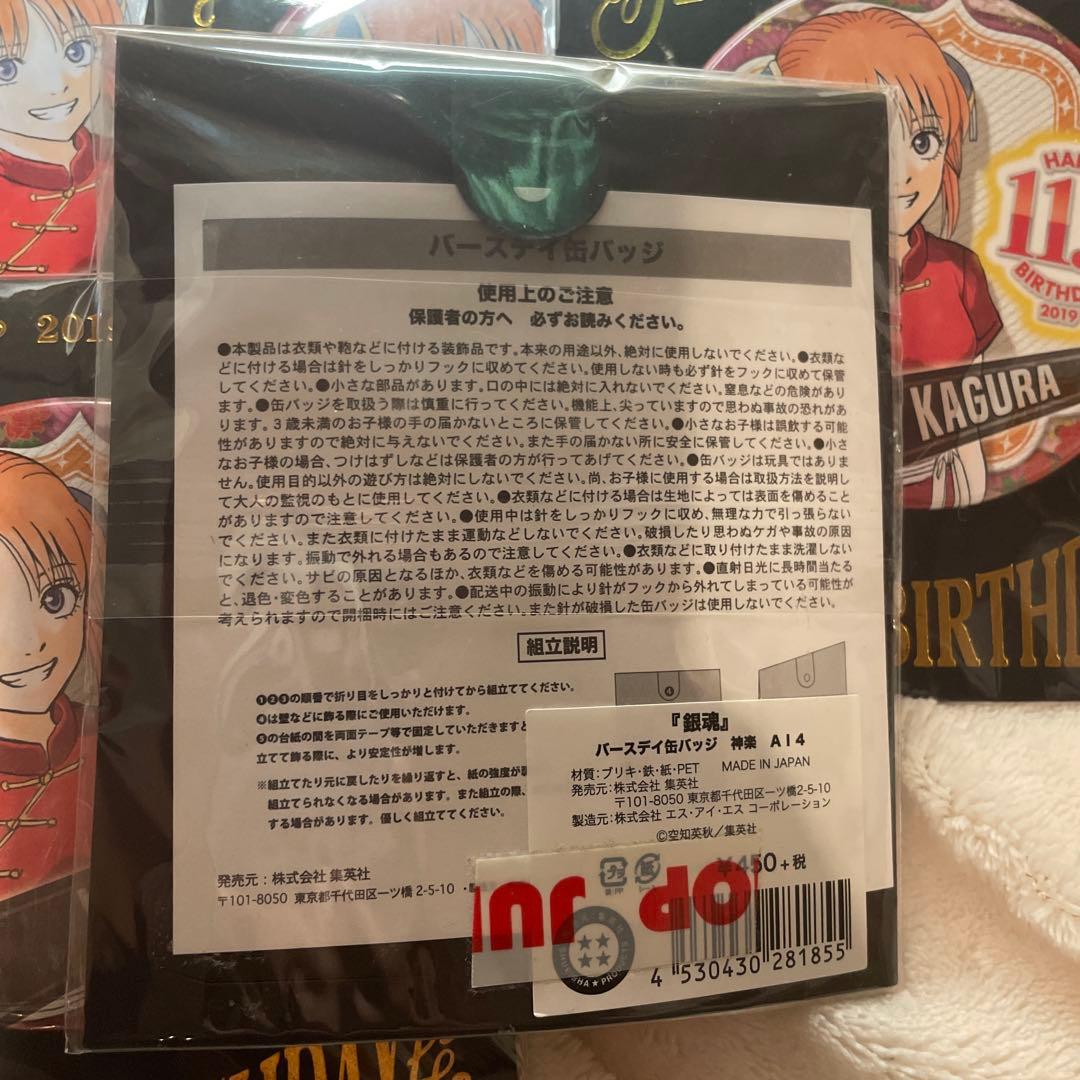 HAP
11.
BIRTHDA
2019
KAGURA
BIRTHD
2019
バースデイ缶バッジ
使用上のご注意
保護者の方へ 必ずお読みください。
●本製品は衣類や鞄などに付ける装飾品です。本来の用途以外、絶対に使用しないでください。●衣類な
どに付ける場合は針をしっかりフックに収めてください。使用しない時も必ず針をフックに収めて保管
してください。●小さな部品があります。口の中には絶対に入れないでください。窒息などの危険があり
ます。●缶バッジを取扱う際は慎重に行ってください。機能上、尖っていますので思わぬ事故の恐れがあ
ります。3歳未満のお子様の手の届かないところに保管してください。●小さなお子様は誤飲する可能
性がありますので絶対に与えないでください。また手の届かない所に安全に保管してください。●小さ
なお子様の場合、つけはずしなどは保護者の方が行ってあげてください。●缶バッジは玩具ではありま
せん。使用目的以外の遊び方は絶対にしないでください。尚、お子様に使用する場合は取扱方法を説明し
て大人の監視のもとに使用してください。●衣類などに付ける場合は生地によっては表面を傷めること
がありますので注意してください。●使用中は針をしっかりフックに収め、無理な力で引っ張らない
でください。また衣類に付けたまま運動などしないでください。破損したり思わぬケガや事故の原因
になります。振動で外れる場合もあるので注意してください。●衣類などに取り付けたまま洗濯しない
でください。サビの原因となるほか、衣類などを傷める可能性があります。●直射日光に長時間当たる
と、退色・変色することがあります。●配送中の振動により針がフックから外れてしまっている可能性が
考えられますので開梱時にはご注意ください。また針が破損した缶バッジは使用しないでください。
組立説明
①②③の順番で折り目をしっかりと付けてから組立ててください。
④は壁などに飾る際にご使用いただけます。
⑤の台紙の間を両面テープ等で固定していただきますと
立てて飾る際に、より安定性が増します。
※組立てたり元に戻したりを繰り返すと、紙の強度が
組立てられなくなる場合があります。また組立の際、
する場合があります。優しく組立ててください。
発売元：株式会社 集英社
〒101-8050 東京都千代田区一ツ橋2-5-10
④
『銀魂』
バースデイ缶バッジ 神楽 A14
材質：ブリキ・鉄・紙・PET MADE IN JAPAN
発売元：株式会社 集英社
〒101-8050 東京都千代田区一ツ橋2-5-10
製造元：株式会社 エス・アイ・エス コーポレーション
©空知英秋／集英社
¥450+税
JU
OP
4 530430 281855